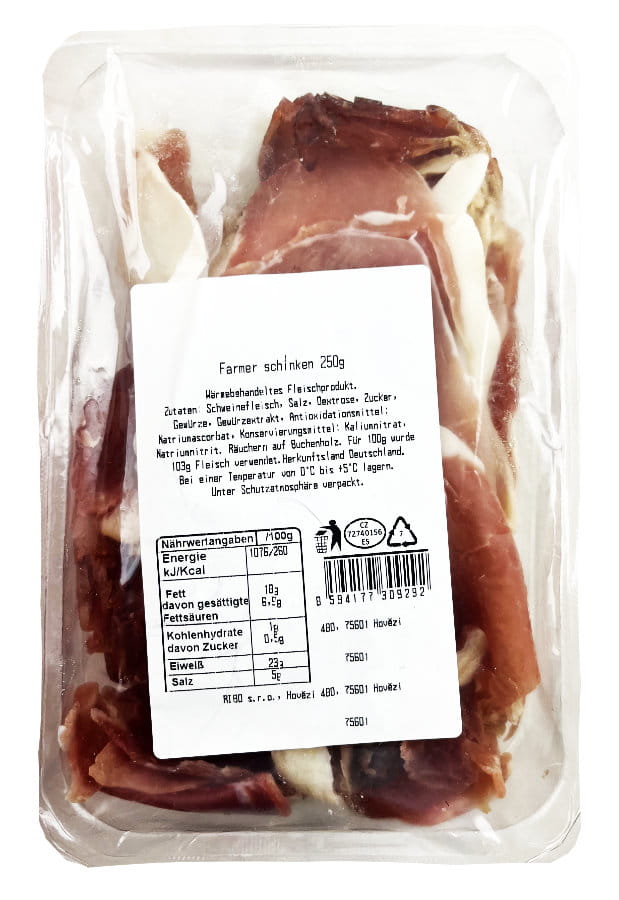 Farmer schinken 250g
Wärmebehandeltes Fleischprodukt.
Zutaten: Schweinefleisch, Salz, Dextrose, Zucker,
Gewürze, Gewürzextrakt, Antioxidationsmittel:
Natriumascorbat, Konservierungsmittel: Kaliumnitrat,
Natriumnitrit. Räuchern auf Buchenholz. Für 100g wurde
103g Fleisch verwendet. Herkunftsland Deutschland.
Bei einer Temperatur von 0°C bis +5°C lagern.
Unter Schutzatmosphäre verpackt.
Nährwertangaben /100g
Energie kJ/Kcal 1076/260
Fett 18g
davon gesättigte Fettsäuren 6,9g
Kohlenhydrate 1g
davon Zucker 0,5g
Eiweiß 23g
Salz 5g
CZ
72740156
ES
7
8 594177 309292
480, 75601 Hovězí
75601
RIBO s.r.o., Hovězí 480, 75601 Hovězí
75601